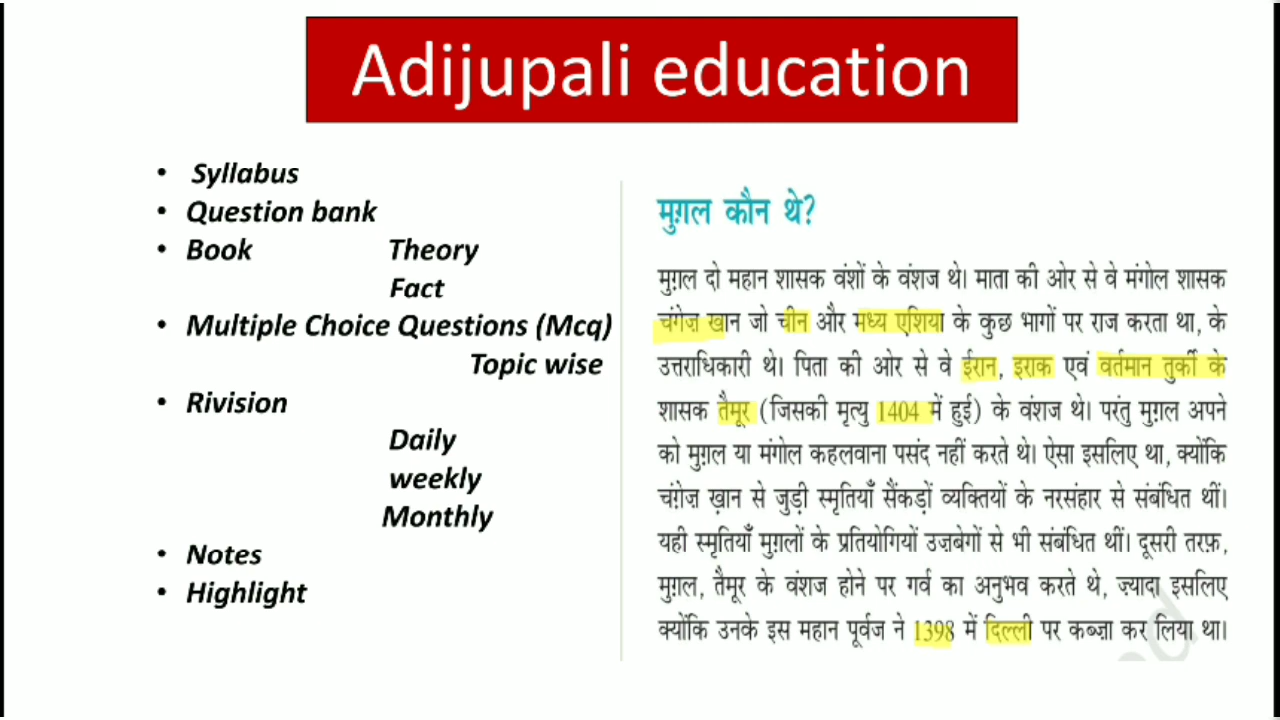 Adijupali education
• Syllabus
• Question bank
• Book Theory
Fact
• Multiple Choice Questions (Mcq)
Topic wise
• Rivision
Daily
weekly
Monthly
• Notes
• Highlight
मुग़ल कौन थे?
मुग़ल दो महान शासक वंशों के वंशज थे। माता की ओर से वे मंगोल शासक
चंगेज़ खान जो चीन और मध्य एशिया के कुछ भागों पर राज करता था, के
उत्तराधिकारी थे। पिता की ओर से वे ईरान, इराक एवं वर्तमान तुर्की के
शासक तैमूर (जिसकी मृत्यु 1404 में हुई) के वंशज थे। परंतु मुग़ल अपने
को मुग़ल या मंगोल कहलवाना पसंद नहीं करते थे। ऐसा इसलिए था, क्योंकि
चंग़ेज़ ख़ान से जुड़ी स्मृतियाँ सैंकड़ों व्यक्तियों के नरसंहार से संबंधित थीं।
यही स्मृतियाँ मुग़लों के प्रतियोगियों उज़बेगों से भी संबंधित थीं। दूसरी तरफ़,
मुग़ल, तैमूर के वंशज होने पर गर्व का अनुभव करते थे, ज़्यादा इसलिए
क्योंकि उनके इस महान पूर्वज ने 1398 में दिल्ली पर कब्ज़ा कर लिया था।